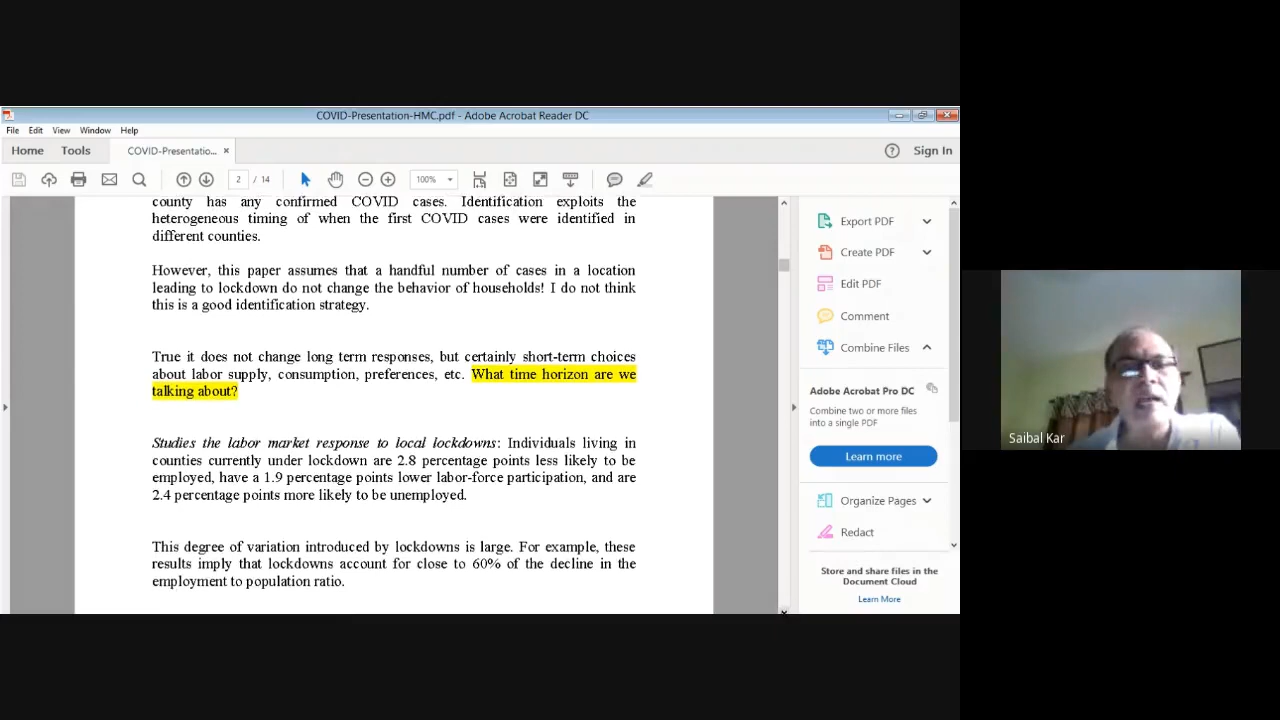 COVID-Presentation-HMC.pdf - Adobe Acrobat Reader DC
File Edit View Window Help
Home Tools COVID-Presentatio... × Sign In
2 / 14 100%
county has any confirmed COVID cases. Identification exploits the
heterogeneous timing of when the first COVID cases were identified in
different counties.
However, this paper assumes that a handful number of cases in a location
leading to lockdown do not change the behavior of households! I do not think
this is a good identification strategy.
True it does not change long term responses, but certainly short-term choices
about labor supply, consumption, preferences, etc. What time horizon are we
talking about?
Studies the labor market response to local lockdowns: Individuals living in
counties currently under lockdown are 2.8 percentage points less likely to be
employed, have a 1.9 percentage points lower labor-force participation, and are
2.4 percentage points more likely to be unemployed.
This degree of variation introduced by lockdowns is large. For example, these
results imply that lockdowns account for close to 60% of the decline in the
employment to population ratio.
Export PDF
Create PDF
Edit PDF
Comment
Combine Files
Adobe Acrobat Pro DC
Combine two or more files
into a single PDF
Learn more
Organize Pages
Redact
Store and share files in the
Document Cloud
Learn More
Saibal Kar